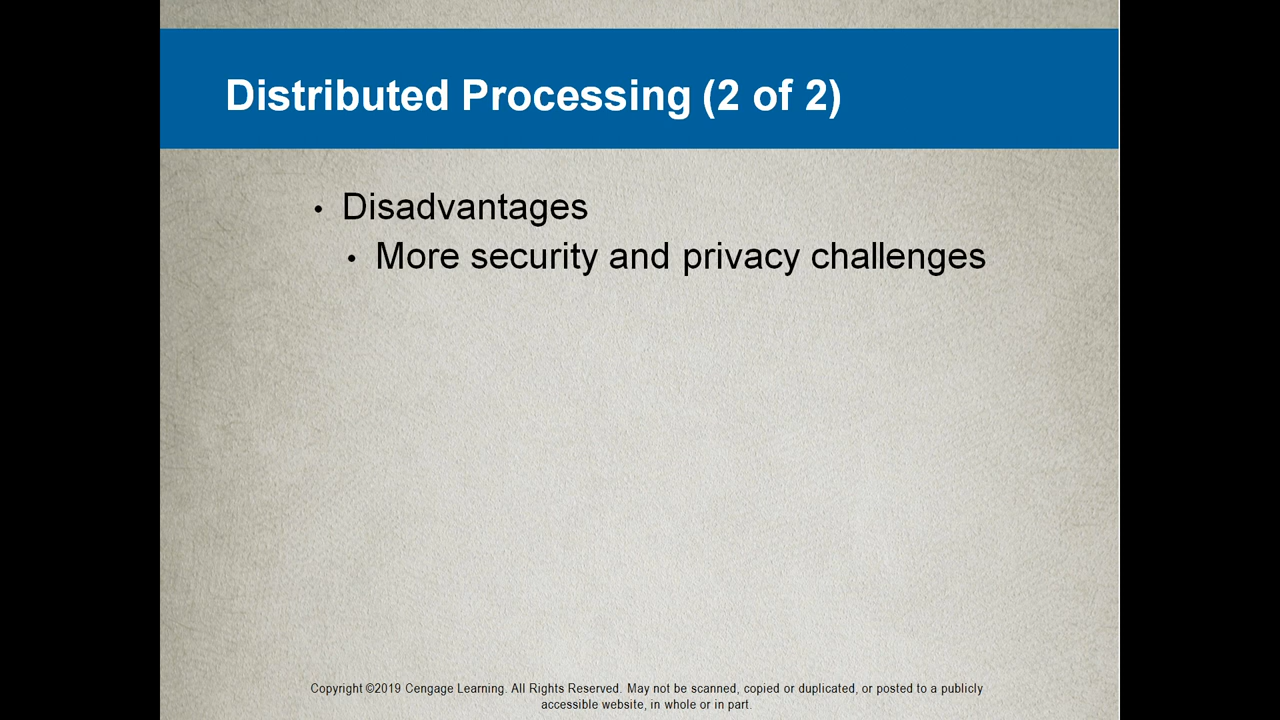 Distributed Processing (2 of 2)
• Disadvantages
• More security and privacy challenges
Copyright ©2019 Cengage Learning. All Rights Reserved. May not be scanned, copied or duplicated, or posted to a publicly
accessible website, in whole or in part.